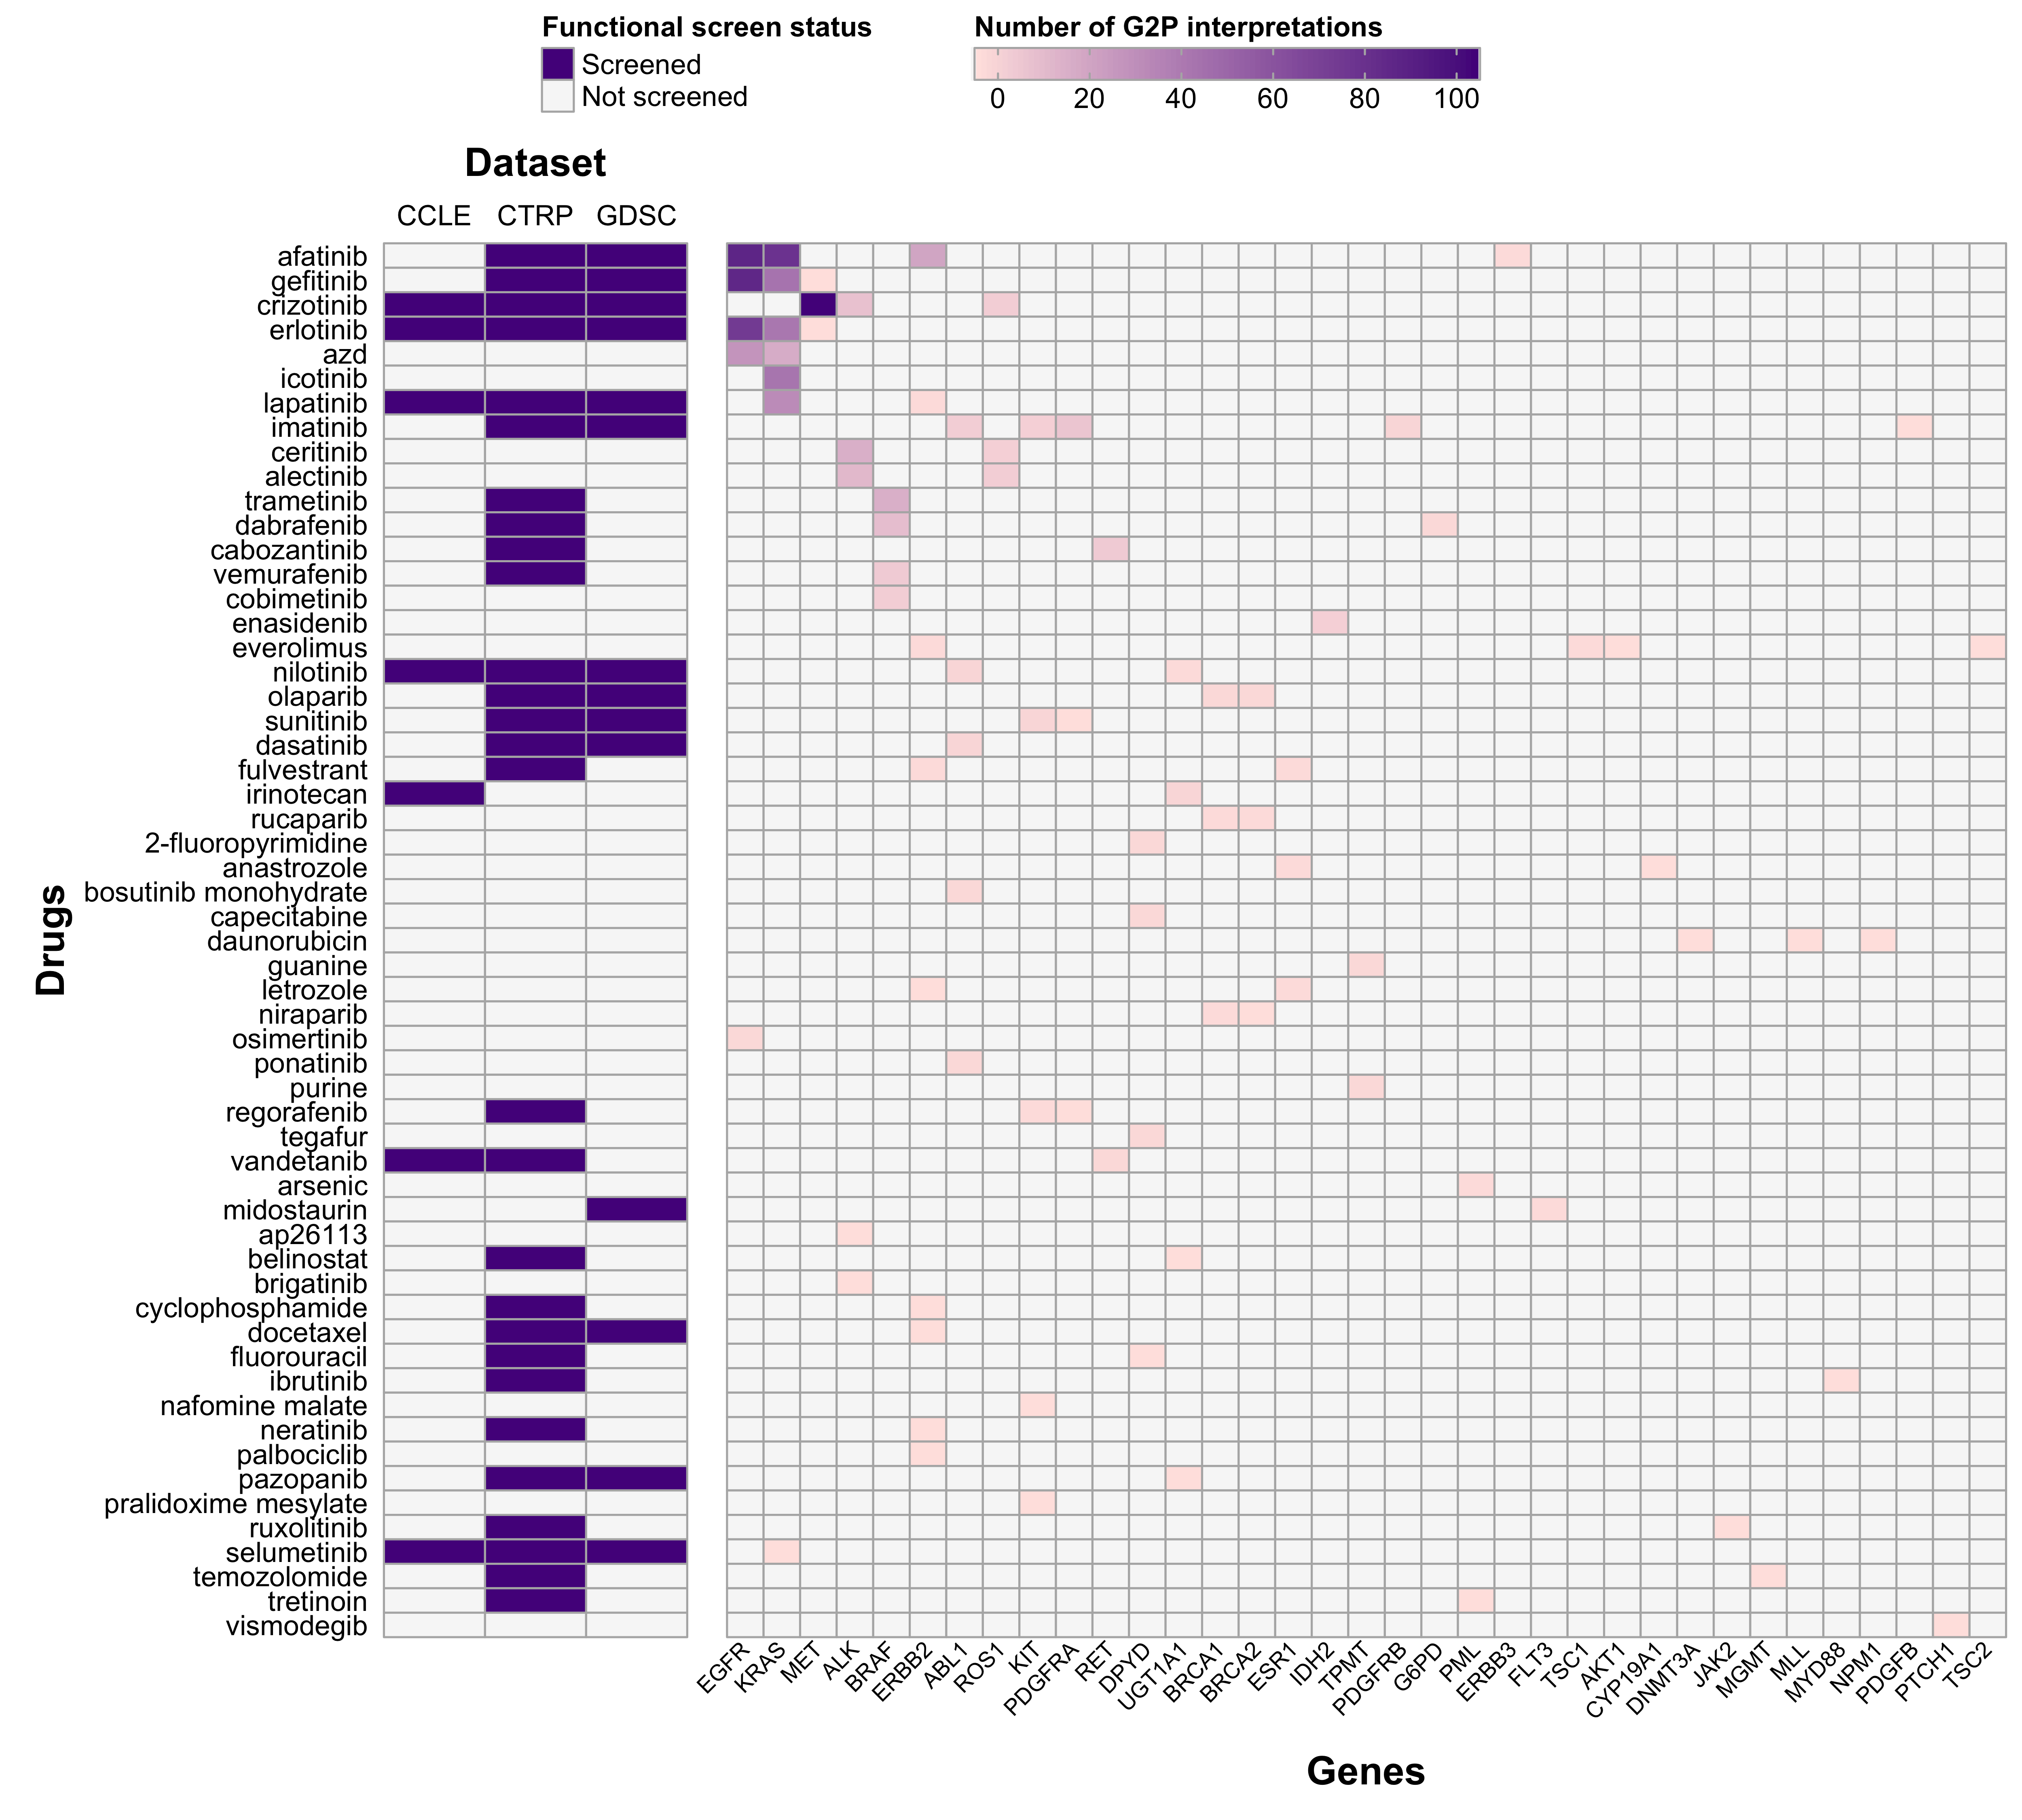 Functional screen status
Screened
Not screened
Number of G2P interpretations
0 20 40 60 80 100
Dataset
CCLE CTRP GDSC
afatinib
gefitinib
crizotinib
erlotinib
azd
icotinib
lapatinib
imatinib
ceritinib
alectinib
trametinib
dabrafenib
cabozantinib
vemurafenib
cobimetinib
enasidenib
everolimus
nilotinib
olaparib
sunitinib
dasatinib
fulvestrant
irinotecan
rucaparib
2-fluoropyrimidine
anastrozole
bosutinib monohydrate
capecitabine
daunorubicin
guanine
letrozole
niraparib
osimertinib
ponatinib
purine
regorafenib
tegafur
vandetanib
arsenic
midostaurin
ap26113
belinostat
brigatinib
cyclophosphamide
docetaxel
fluorouracil
ibrutinib
nafomine malate
neratinib
palbociclib
pazopanib
pralidoxime mesylate
ruxolitinib
selumetinib
temozolomide
tretinoin
vismodegib
Drugs
EGFR KRAS MET ALK BRAF ERBB2 ABL1 ROS1 KIT PDGFRA RET DPYD UGT1A1 BRCA1 BRCA2 ESR1 IDH2 TPMT PDGFRB G6PD PML ERBB3 FLT3 TSC1 AKT1 CYP19A1 DNMT3A JAK2 MGMT MLL MYD88 NPM1 PDGFB PTCH1 TSC2
Genes